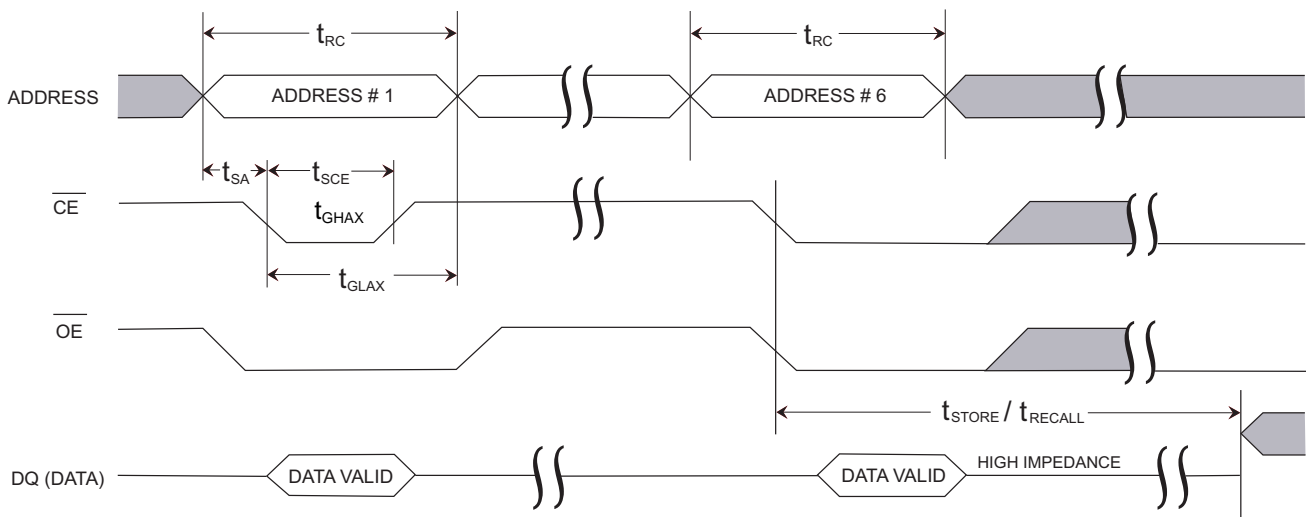 tRC
tRC
ADDRESS
ADDRESS # 1
ADDRESS # 6
tSA
tSCE
CE
tGHAX
tGLAX
OE
tSTORE / tRECALL
DQ (DATA)
DATA VALID
DATA VALID
HIGH IMPEDANCE